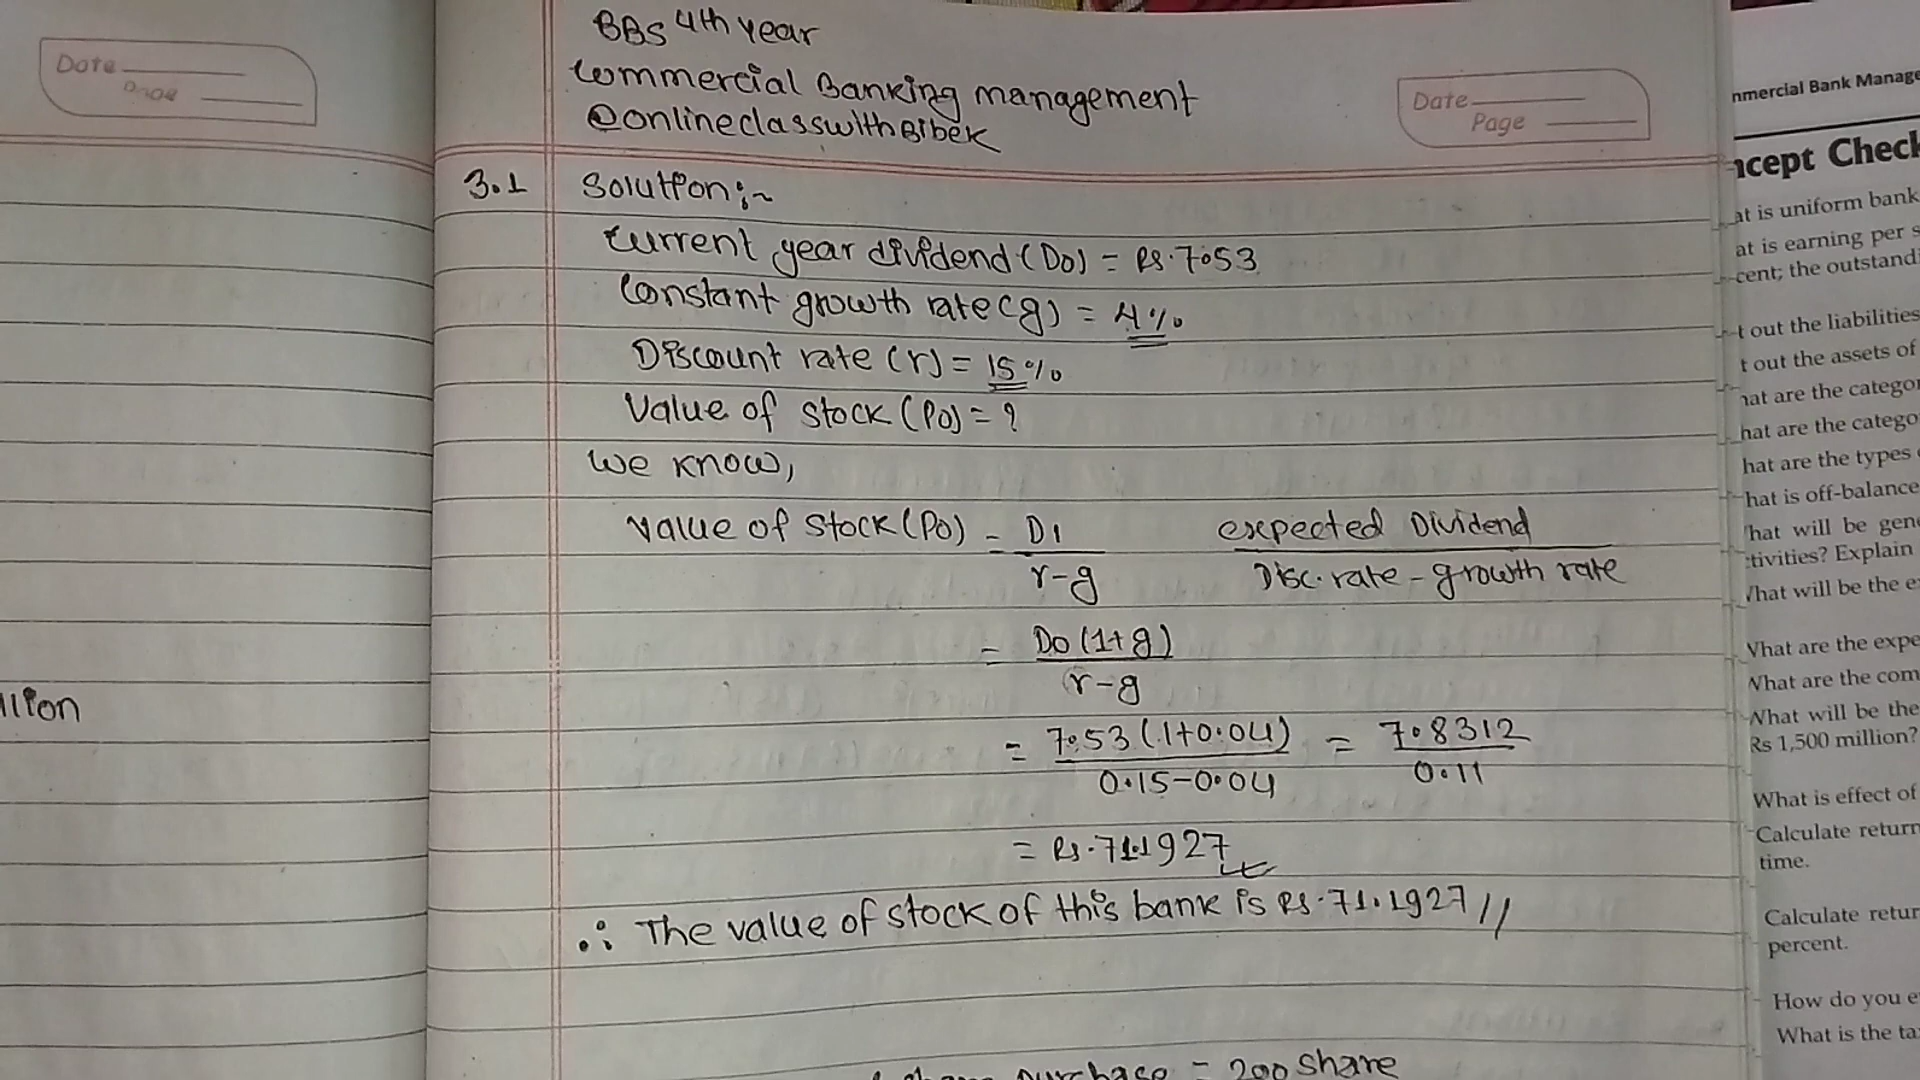 Date
Page
BBS 4th year
Commercial Banking management
@onlineclasswithBibek
Date
Page
3.1 Solution:~
Current year dividend (D0) = Rs.7.53
Constant growth rate (g) = 4%
Discount rate (r) = 15%
Value of stock (P0) = ?
We know,
Value of stock (P0) = D1 / r-g expected Dividend / Disc. rate - growth rate
= D0 (1+g) / r-g
= 7.53 (1+0.04) / 0.15-0.04 = 7.8312 / 0.11
= Rs.71.1927
∴ The value of stock of this bank is Rs.71.1927//
purchase = 200 share
llion
mmercial Bank Manage
ncept Check
at is uniform bank
at is earning per s
cent; the outstandi
t out the liabilities
t out the assets of
hat are the categor
hat are the catego
hat are the types
hat is off-balance
hat will be gene
tivities? Explain
hat will be the e
What are the expe
What are the com
What will be the
Rs 1,500 million?
What is effect of
Calculate return
time.
Calculate retur
percent.
How do you e
What is the ta